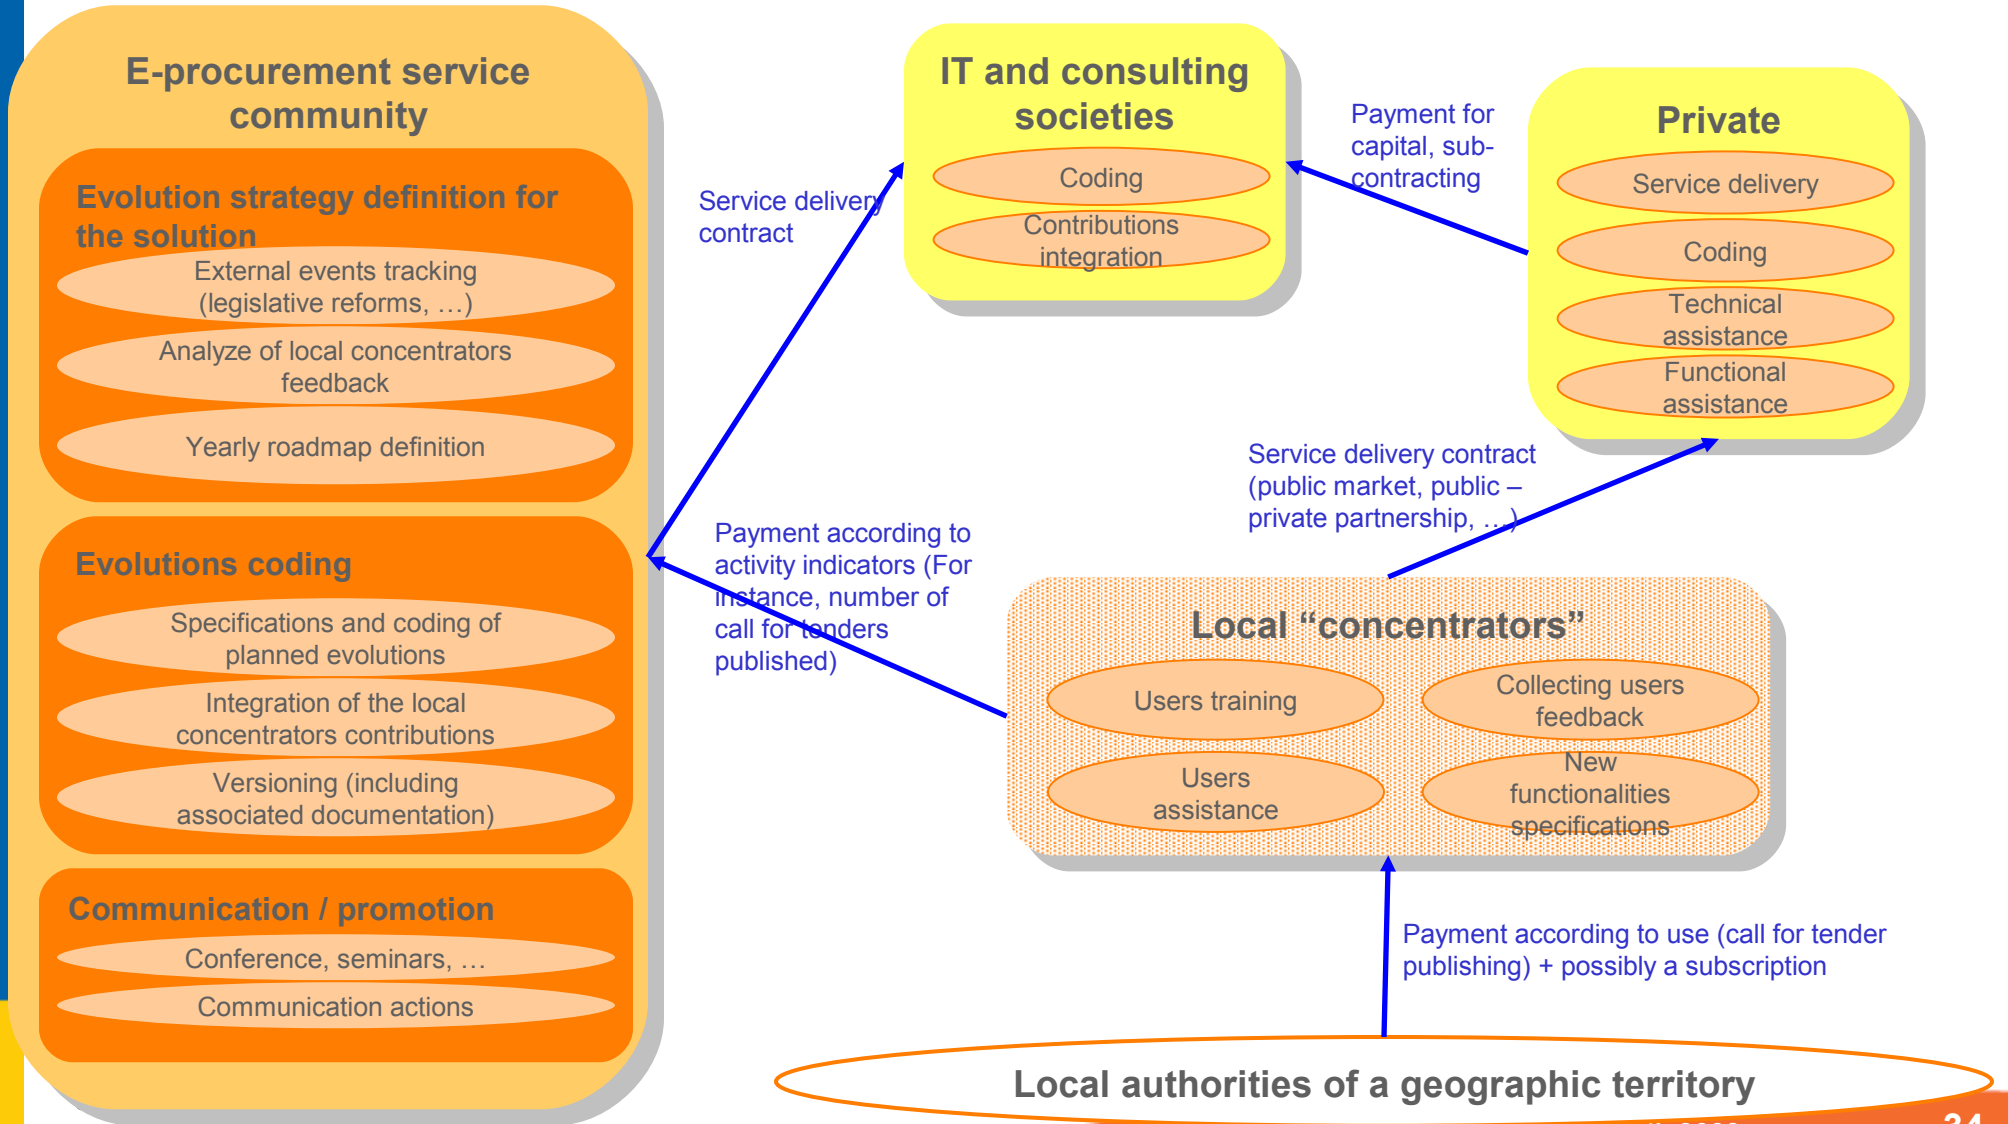 E-procurement service
community
Evolution strategy definition for
the solution
External events tracking
(legislative reforms, …)
Analyze of local concentrators
feedback
Yearly roadmap definition
Evolutions coding
Specifications and coding of
planned evolutions
Integration of the local
concentrators contributions
Versioning (including
associated documentation)
Communication / promotion
Conference, seminars, …
Communication actions
Service delivery
contract
IT and consulting
societies
Coding
Contributions
integration
Payment for
capital, sub-
contracting
Private
Service delivery
Coding
Technical
assistance
Functional
assistance
Service delivery contract
(public market, public –
private partnership, …)
Payment according to
activity indicators (For
instance, number of
call for tenders
published)
Local “concentrators”
Users training
Collecting users
feedback
Users
assistance
New
functionalities
specifications
Payment according to use (call for tender
publishing) + possibly a subscription
Local authorities of a geographic territory